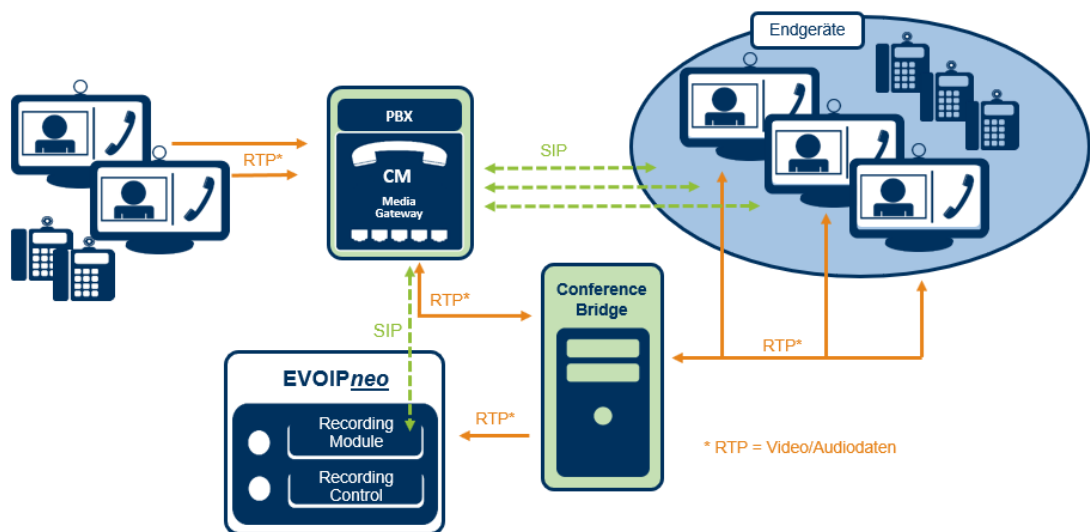 Endgeräte
PBX
CM
Media
Gateway
RTP*
SIP
RTP*
SIP
Conference
Bridge
RTP*
EVOIPneo
Recording
Module
Recording
Control
RTP*
* RTP = Video/Audiodaten